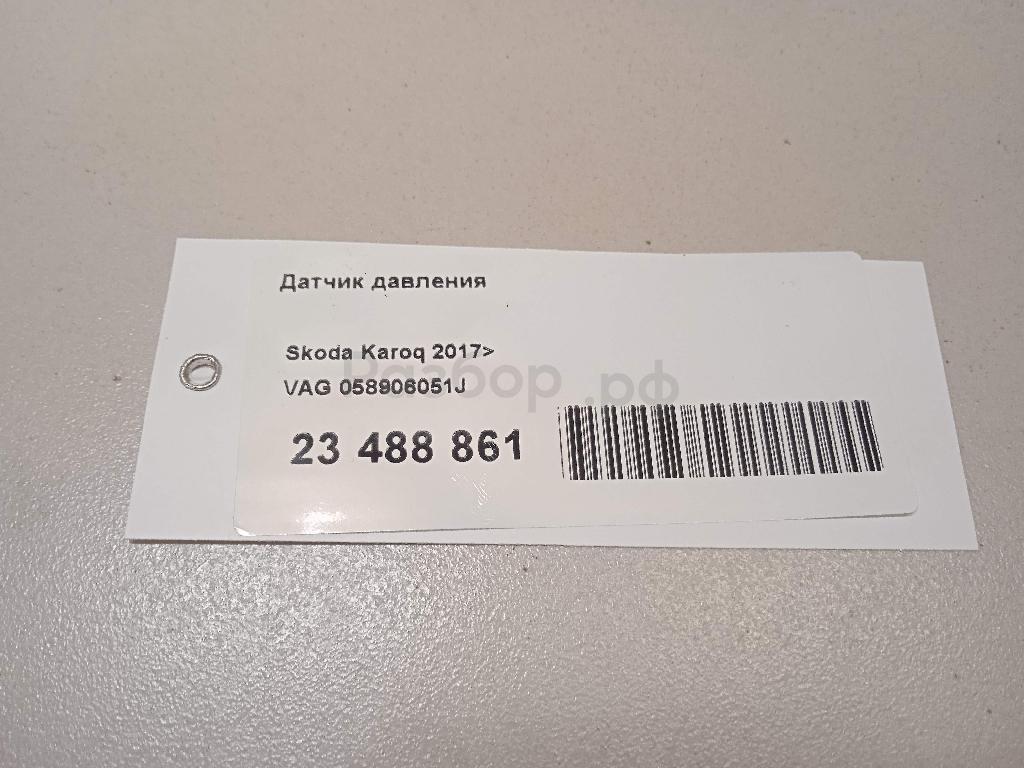 Датчик давления
Skoda Karoq 2017>
VAG 058906051J
Разбор.рф
23 488 861